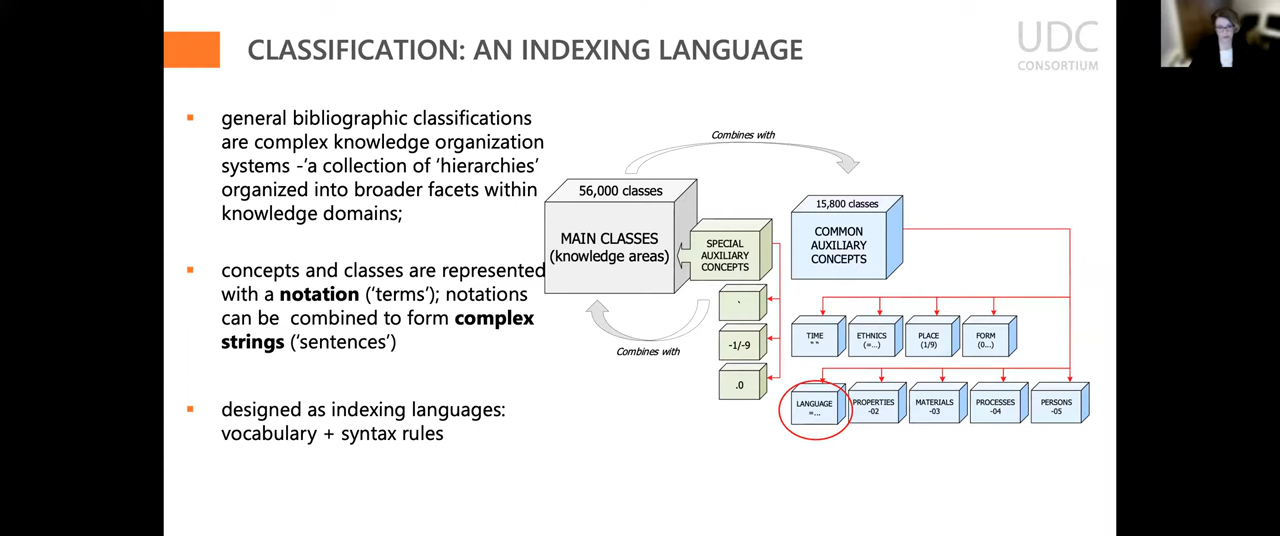 CLASSIFICATION: AN INDEXING LANGUAGE
UDC
CONSORTIUM
▪ general bibliographic classifications
are complex knowledge organization
systems -'a collection of 'hierarchies'
organized into broader facets within
knowledge domains;
▪ concepts and classes are represented
with a notation ('terms'); notations
can be combined to form complex
strings ('sentences')
▪ designed as indexing languages:
vocabulary + syntax rules
Combines with
56,000 classes
MAIN CLASSES
(knowledge areas)
SPECIAL
AUXILIARY
CONCEPTS
15,800 classes
COMMON
AUXILIARY
CONCEPTS
Combines with
'
-1/-9
.0
TIME
" "
ETHNICS
(=...)
PLACE
(1/9)
FORM
(0...)
LANGUAGE
=...
PROPERTIES
-02
MATERIALS
-03
PROCESSES
-04
PERSONS
-05